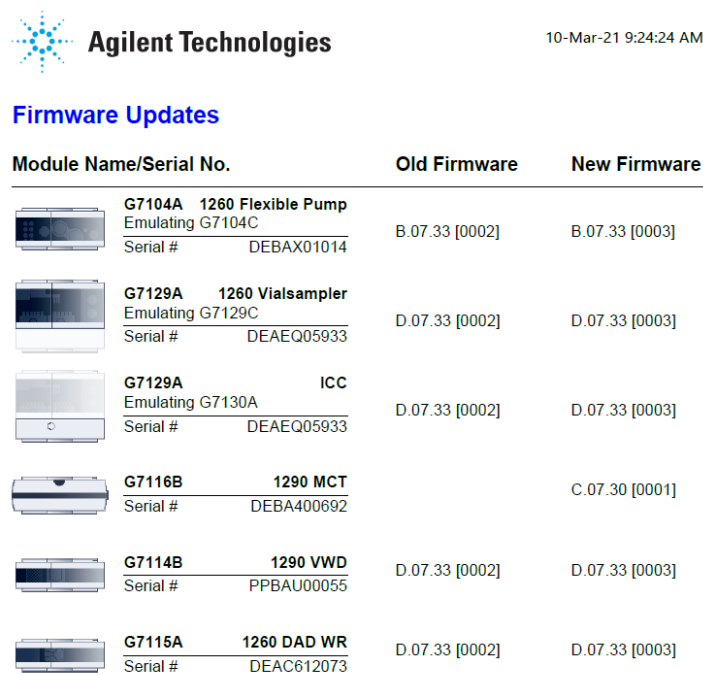 Agilent Technologies
10-Mar-21 9:24:24 AM
Firmware Updates
Module Name/Serial No. Old Firmware New Firmware
G7104A 1260 Flexible Pump
Emulating G7104C
B.07.33 [0002] B.07.33 [0003]
Serial # DEBAX01014
G7129A 1260 Vialsampler
Emulating G7129C
D.07.33 [0002] D.07.33 [0003]
Serial # DEAEQ05933
G7129A ICC
Emulating G7130A
D.07.33 [0002] D.07.33 [0003]
Serial # DEAEQ05933
G7116B 1290 MCT
C.07.30 [0001]
Serial # DEBA400692
G7114B 1290 VWD
D.07.33 [0002] D.07.33 [0003]
Serial # PPBAU00055
G7115A 1260 DAD WR
D.07.33 [0002] D.07.33 [0003]
Serial # DEAC612073